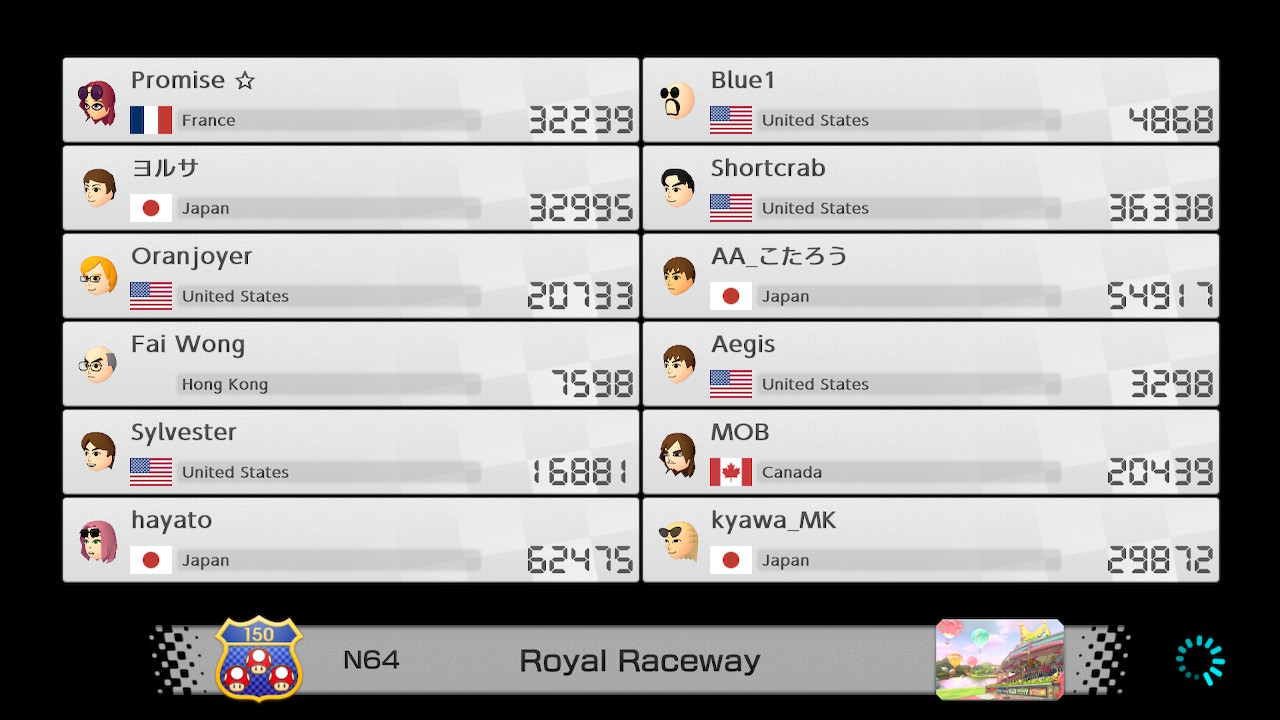 Promise ☆
France 32239
Blue1
United States 4868
ヨルサ
Japan 32995
Shortcrab
United States 36338
Oranjoyer
United States 20733
AA_こたろう
Japan 54917
Fai Wong
Hong Kong 7598
Aegis
United States 3298
Sylvester
United States 16881
MOB
Canada 20439
hayato
Japan 62475
kyawa_MK
Japan 29872
150 N64 Royal Raceway